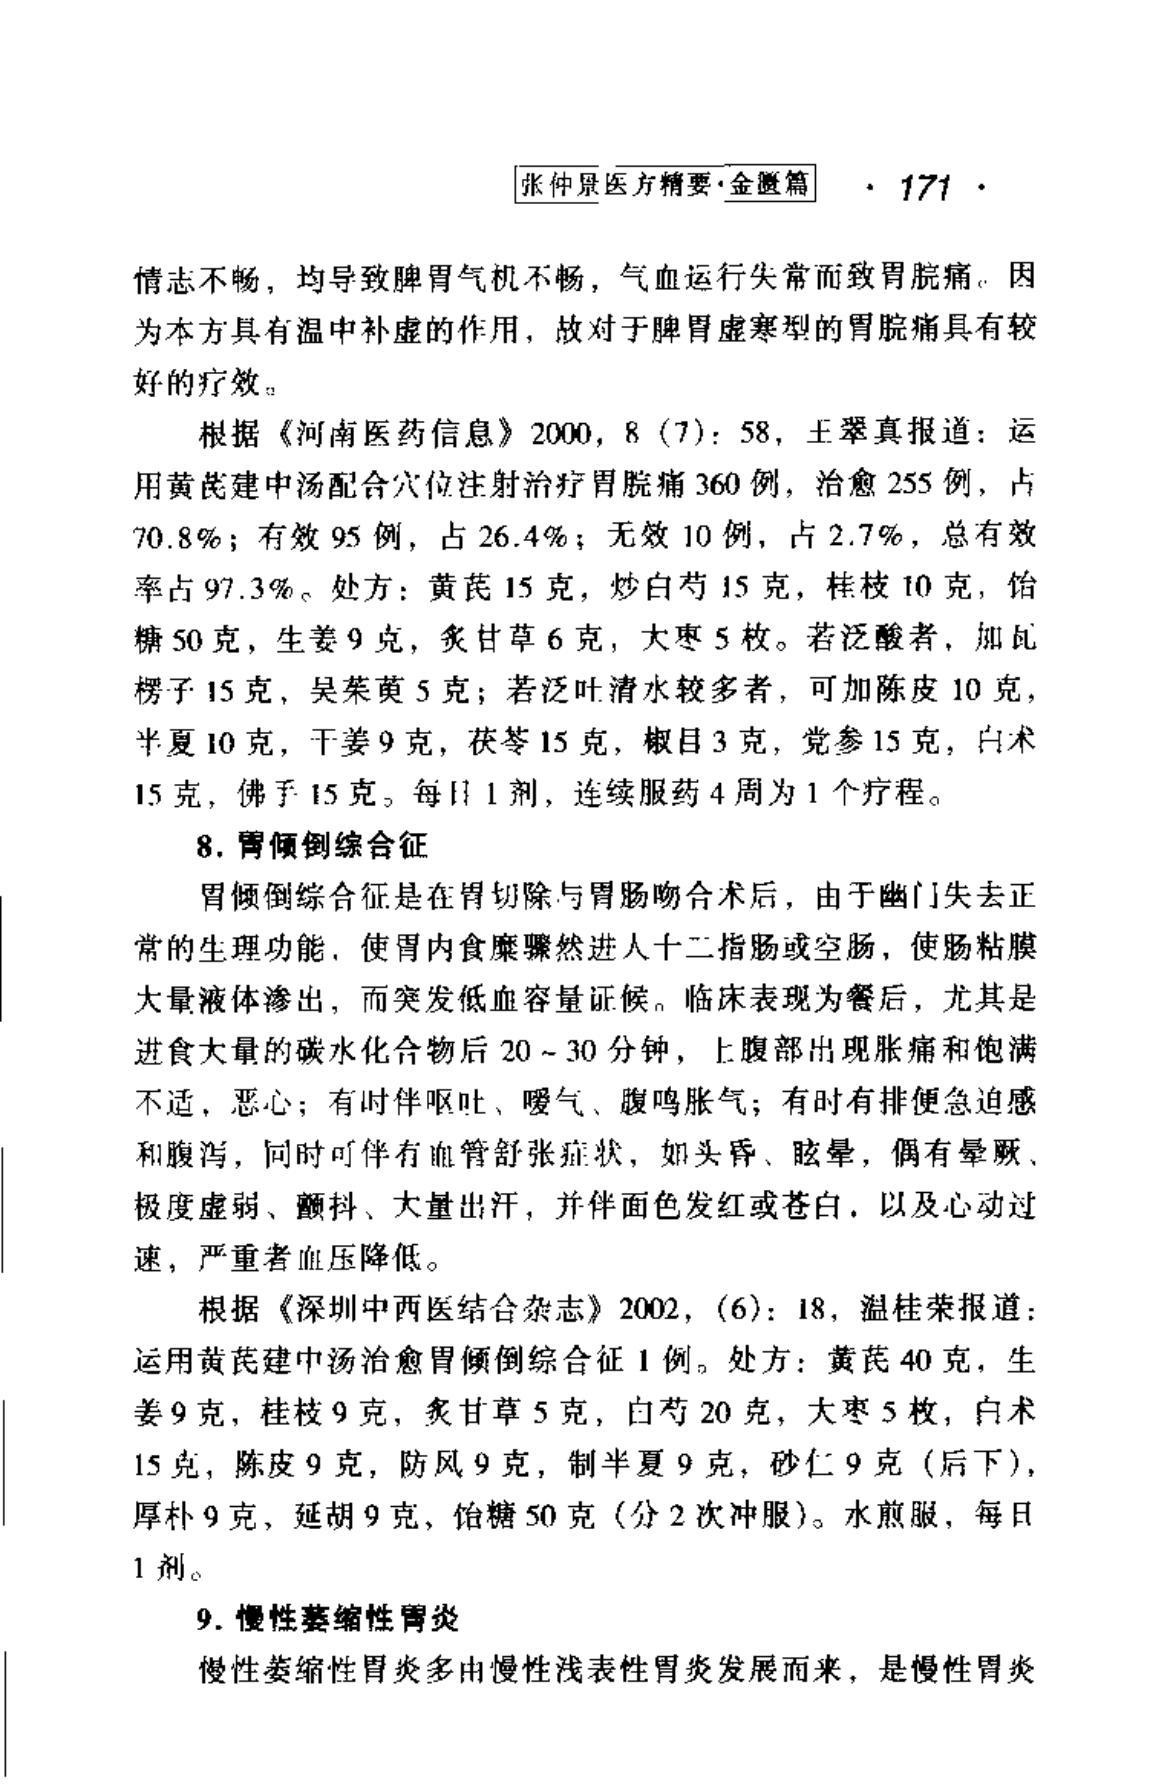 张仲景医方精要·金匮篇 · 171 ·
情志不畅，均导致脾胃气机不畅，气血运行失常而致胃脘痛。因
为本方具有温中补虚的作用，故对于脾胃虚寒型的胃脘痛具有较
好的疗效。
根据《河南医药信息》2000，8（7）：58，王翠真报道：运
用黄芪建中汤配合穴位注射治疗胃脘痛 360 例，治愈 255 例，占
70.8%；有效 95 例，占 26.4%；无效 10 例，占 2.7%，总有效
率占 97.3%。处方：黄芪 15 克，炒白芍 15 克，桂枝 10 克，饴
糖 50 克，生姜 9 克，炙甘草 6 克，大枣 5 枚。若泛酸者，加瓦
楞子 15 克，吴茱萸 5 克；若泛吐清水较多者，可加陈皮 10 克，
半夏 10 克，干姜 9 克，茯苓 15 克，椒目 3 克，党参 15 克，白术
15 克，佛手 15 克。每日 1 剂，连续服药 4 周为 1 个疗程。
8. 胃倾倒综合征
胃倾倒综合征是在胃切除与胃肠吻合术后，由于幽门失去正
常的生理功能，使胃内食糜骤然进人十二指肠或空肠，使肠粘膜
大量液体渗出，而突发低血容量证候。临床表现为餐后，尤其是
进食大量的碳水化合物后 20～30 分钟，上腹部出现胀痛和饱满
不适，恶心；有时伴呕吐、嗳气、腹鸣胀气；有时有排便急迫感
和腹泻，同时可伴有血管舒张症状，如头昏、眩晕，偶有晕厥、
极度虚弱、颤抖、大量出汗，并伴面色发红或苍白，以及心动过
速，严重者血压降低。
根据《深圳中西医结合杂志》2002，（6）：18，温桂荣报道：
运用黄芪建中汤治愈胃倾倒综合征 1 例。处方：黄芪 40 克，生
姜 9 克，桂枝 9 克，炙甘草 5 克，白芍 20 克，大枣 5 枚，白术
15 克，陈皮 9 克，防风 9 克，制半夏 9 克，砂仁 9 克（后下），
厚朴 9 克，延胡 9 克，饴糖 50 克（分 2 次冲服）。水煎服，每日
1 剂。
9. 慢性萎缩性胃炎
慢性萎缩性胃炎多由慢性浅表性胃炎发展而来，是慢性胃炎